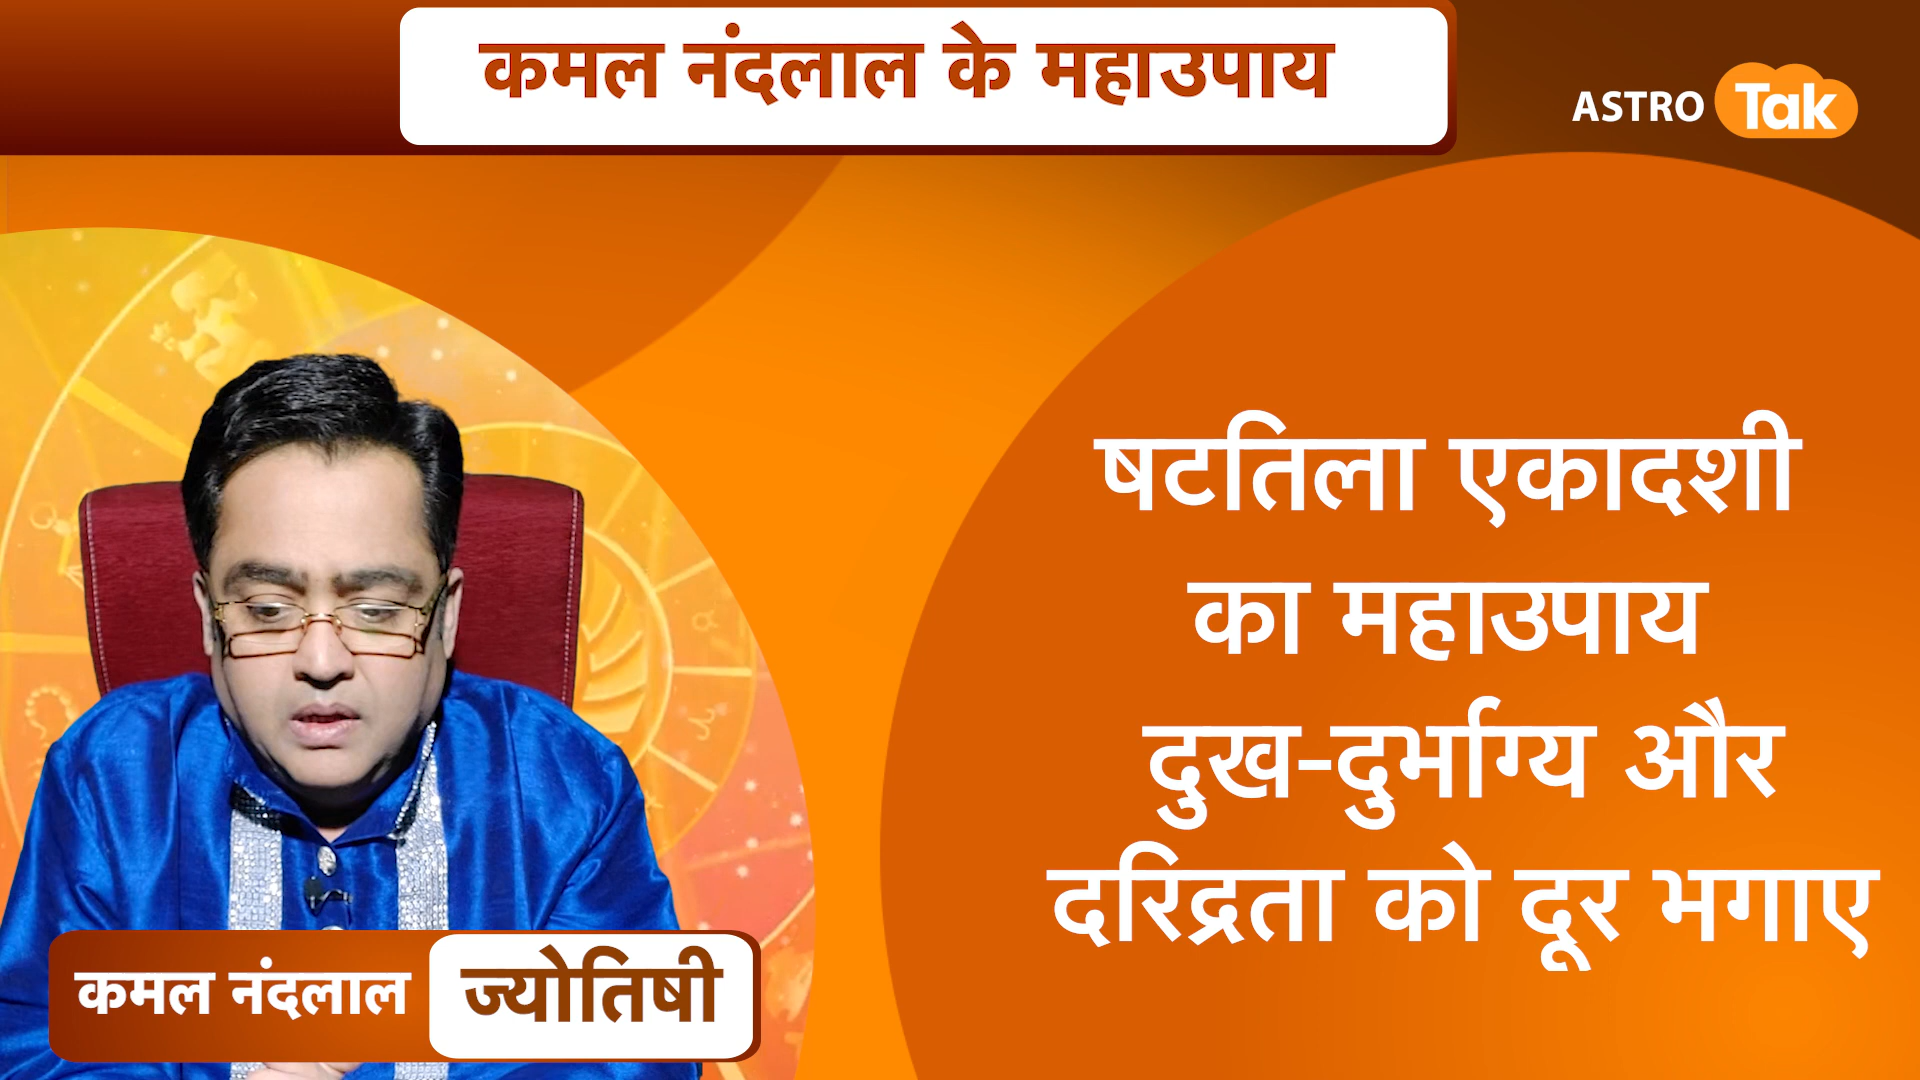 कमल नंदलाल के महाउपाय
ASTRO Tak
षटतिला एकादशी
का महाउपाय
दुख-दुर्भाग्य और
दरिद्रता को दूर भगाए
कमल नंदलाल ज्योतिषी